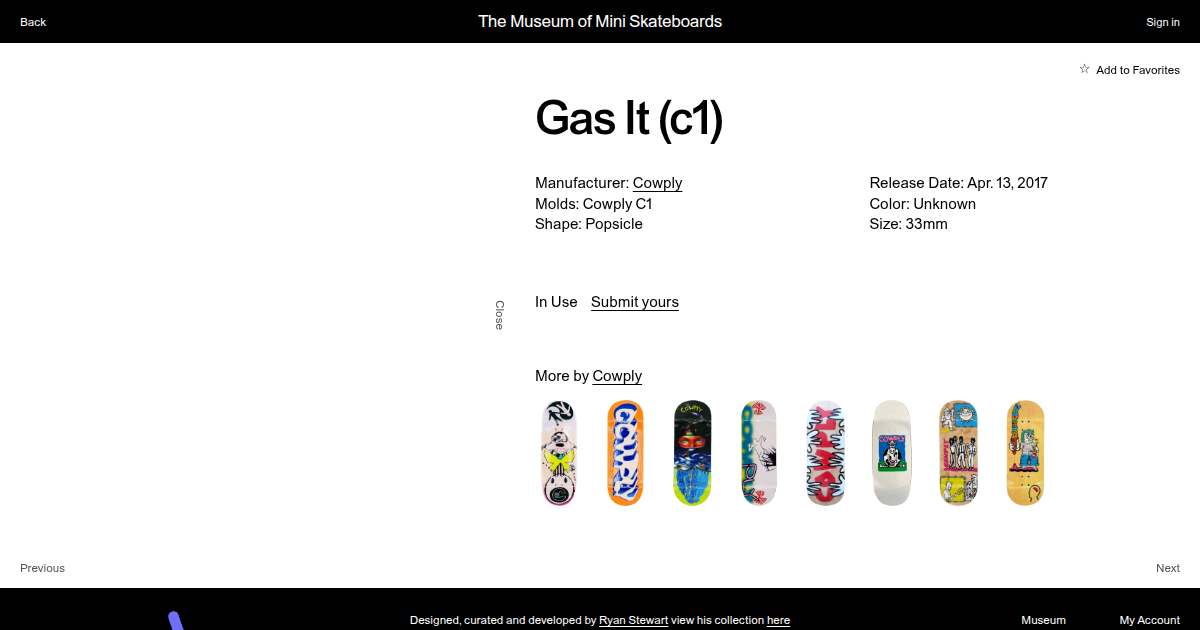 Back
The Museum of Mini Skateboards
Sign in
☆ Add to Favorites
Gas It (c1)
Manufacturer: Cowply
Molds: Cowply C1
Shape: Popsicle
Release Date: Apr. 13, 2017
Color: Unknown
Size: 33mm
Close
In Use Submit yours
More by Cowply
Previous
Next
Designed, curated and developed by Ryan Stewart view his collection here
Museum
My Account